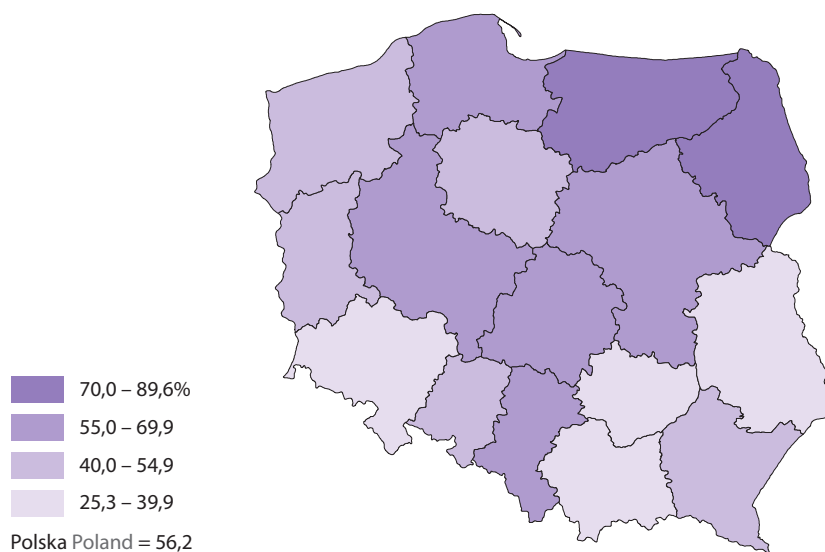 70,0 – 89,6%
55,0 – 69,9
40,0 – 54,9
25,3 – 39,9
Polska Poland = 56,2